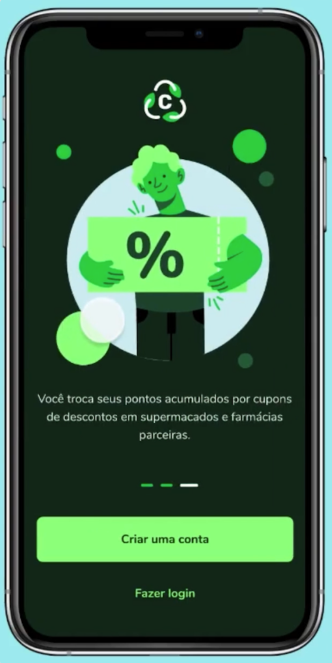 C
%
Você troca seus pontos acumulados por cupons
de descontos em supermacados e farmácias
parceiras.
Criar uma conta
Fazer login